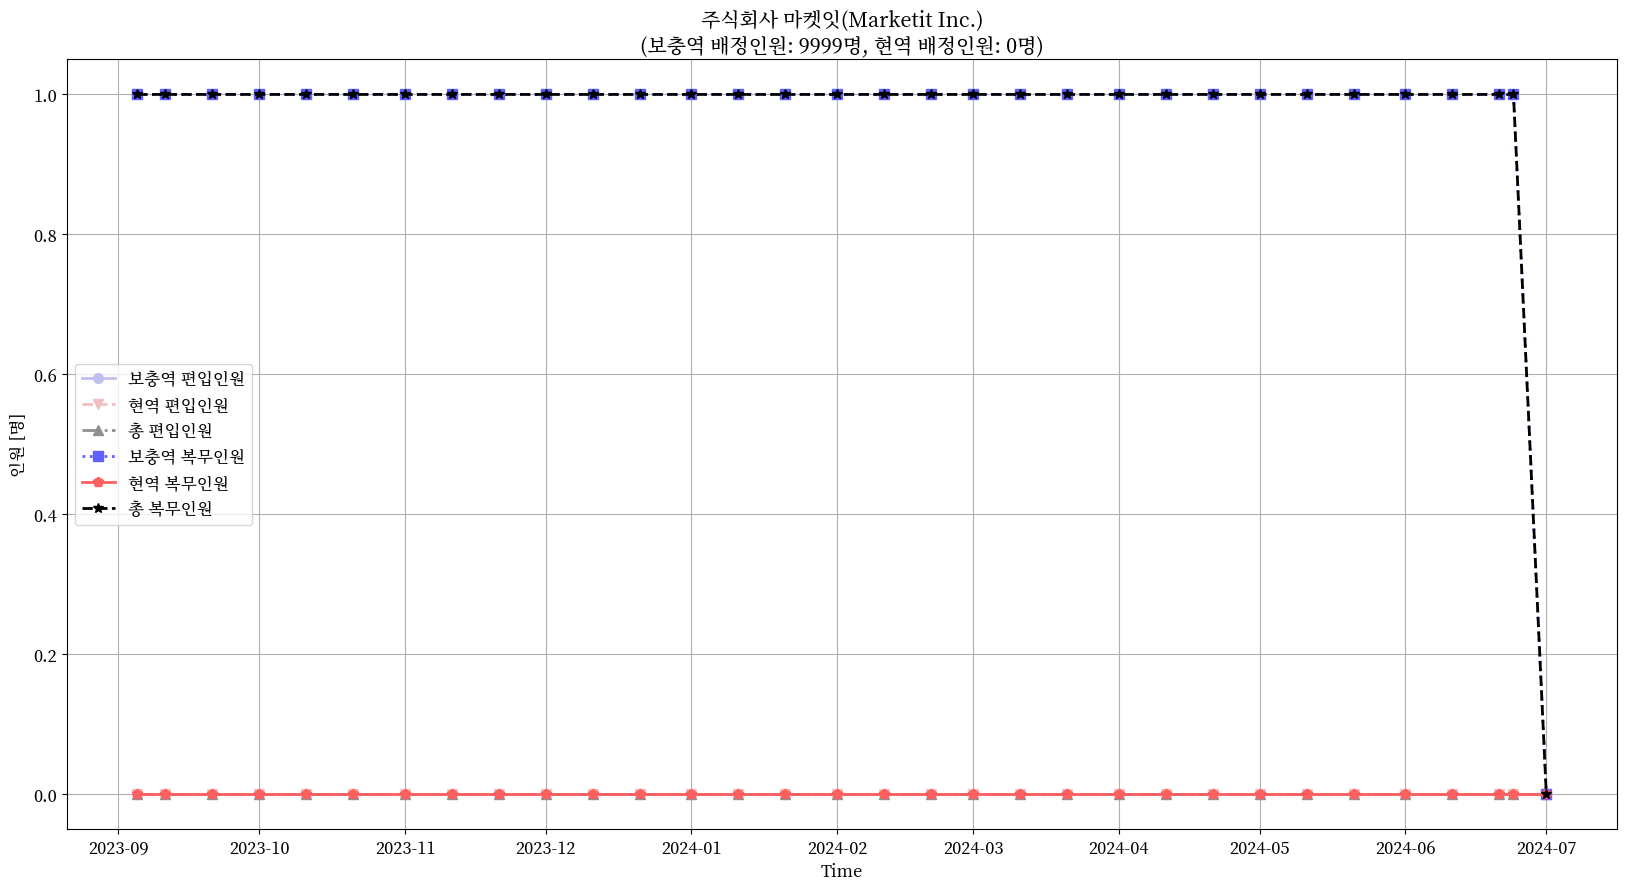 주식회사 마켓잇(Marketit Inc.)
(보충역 배정인원: 9999명, 현역 배정인원: 0명)
인원 [명]
1.0
0.8
0.6
0.4
0.2
0.0
보충역 편입인원
현역 편입인원
총 편입인원
보충역 복무인원
현역 복무인원
총 복무인원
2023-09 2023-10 2023-11 2023-12 2024-01 2024-02 2024-03 2024-04 2024-05 2024-06 2024-07
Time